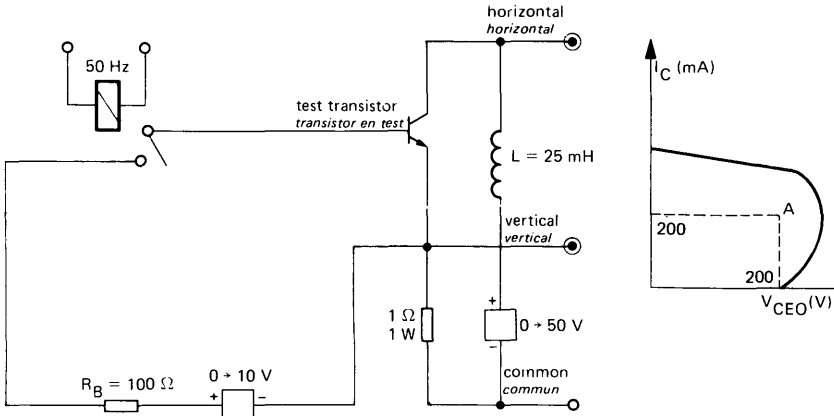 horizontal
horizontal
50 Hz
I_C (mA)
test transistor
transistor en test
L = 25 mH
vertical
vertical
A
200
200
V_CEO (V)
1 Ω
1 W
+
0 → 50 V
−
common
commun
R_B = 100 Ω
0 → 10 V
+ −